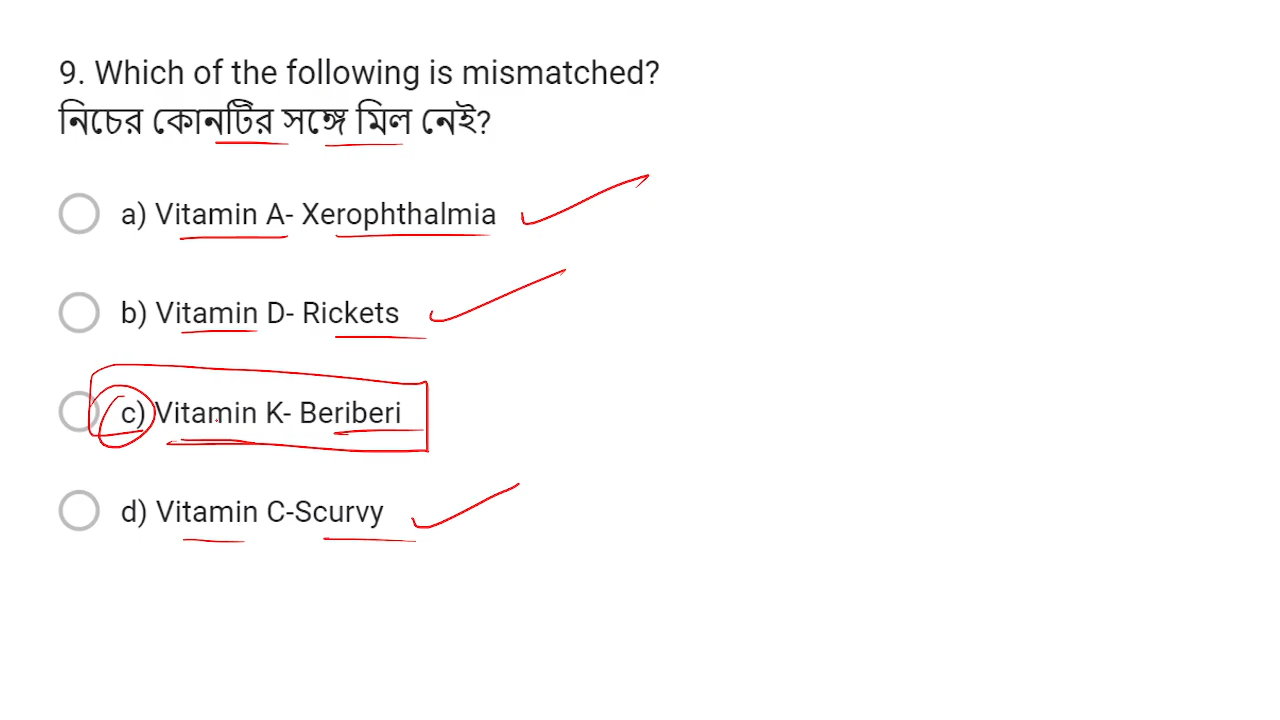 9. Which of the following is mismatched?
নিচের কোনটির সঙ্গে মিল নেই?
a) Vitamin A- Xerophthalmia
b) Vitamin D- Rickets
c) Vitamin K- Beriberi
d) Vitamin C-Scurvy